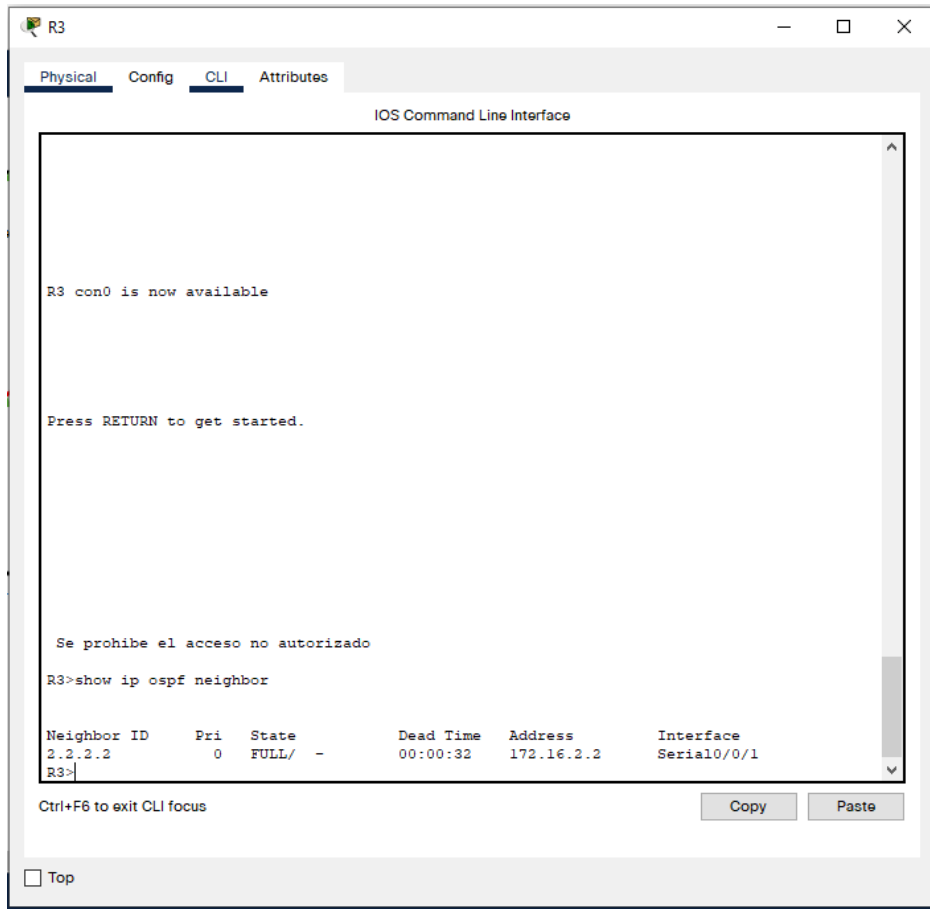 R3
Physical Config CLI Attributes
IOS Command Line Interface
R3 con0 is now available
Press RETURN to get started.
Se prohibe el acceso no autorizado
R3>show ip ospf neighbor
Neighbor ID Pri State Dead Time Address Interface
2.2.2.2 0 FULL/ - 00:00:32 172.16.2.2 Serial0/0/1
R3>
Ctrl+F6 to exit CLI focus
Copy Paste
Top